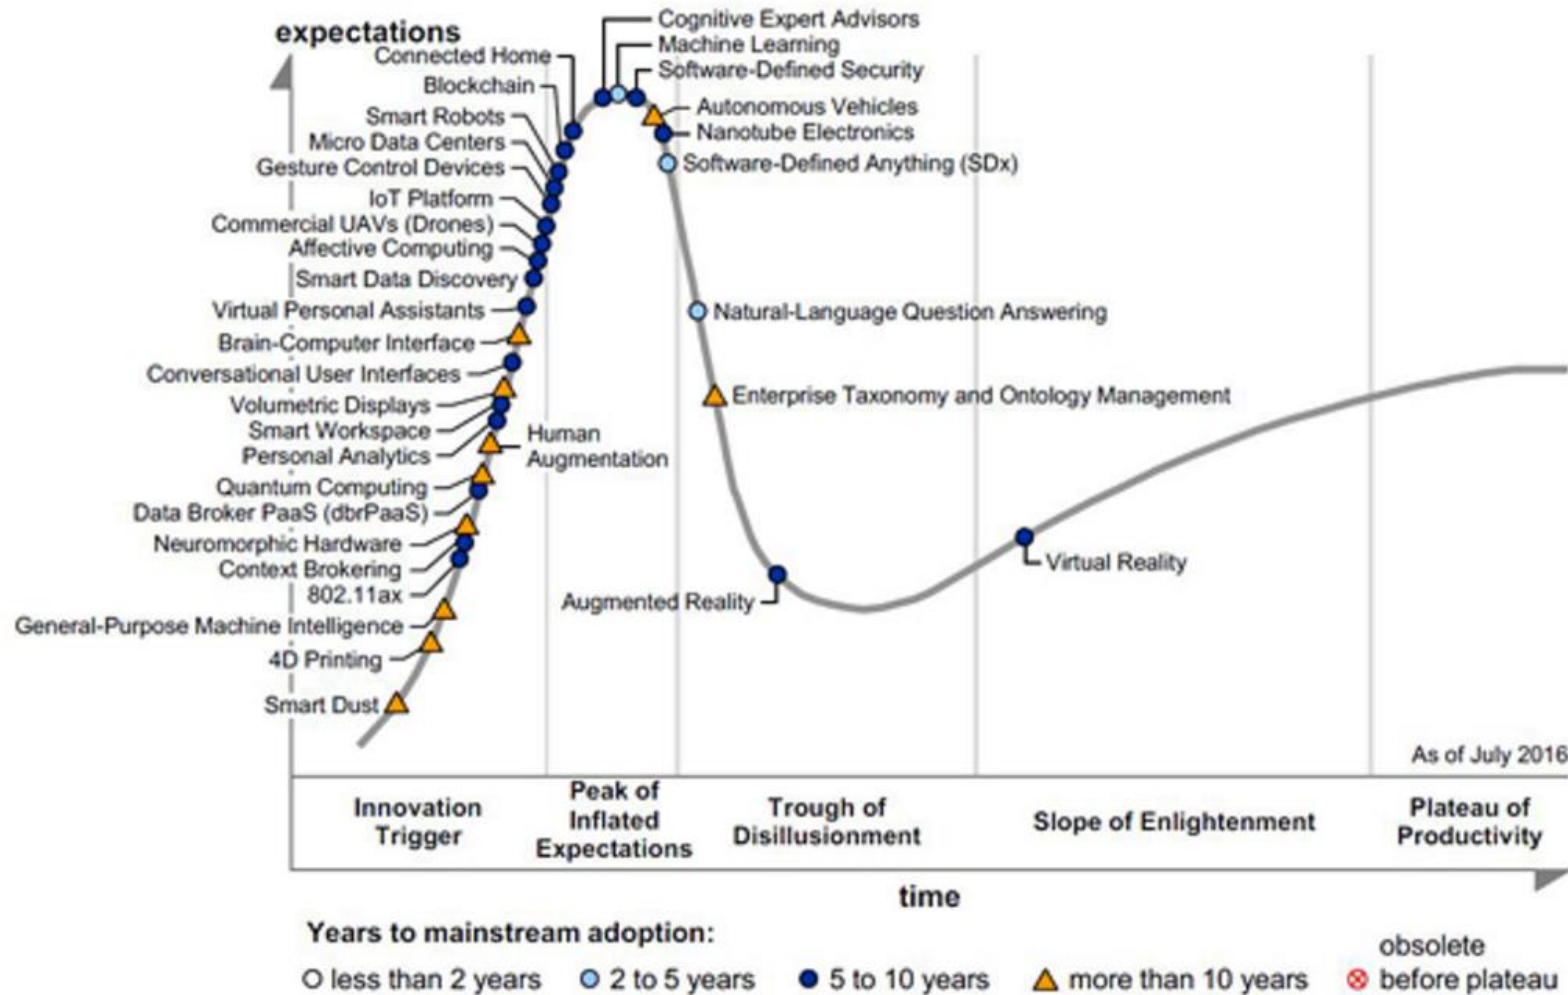 expectations
Cognitive Expert Advisors
Machine Learning
Software-Defined Security
Connected Home
Blockchain
Smart Robots
Micro Data Centers
Gesture Control Devices
IoT Platform
Commercial UAVs (Drones)
Affective Computing
Smart Data Discovery
Virtual Personal Assistants
Brain-Computer Interface
Conversational User Interfaces
Volumetric Displays
Smart Workspace
Personal Analytics
Quantum Computing
Data Broker PaaS (dbrPaaS)
Neuromorphic Hardware
Context Brokering
802.11ax
General-Purpose Machine Intelligence
4D Printing
Smart Dust
Human
Augmentation
Autonomous Vehicles
Nanotube Electronics
Software-Defined Anything (SDx)
Natural-Language Question Answering
Enterprise Taxonomy and Ontology Management
Augmented Reality
Virtual Reality
As of July 2016
Innovation
Trigger
Peak of
Inflated
Expectations
Trough of
Disillusionment
Slope of Enlightenment
Plateau of
Productivity
time
Years to mainstream adoption:
less than 2 years
2 to 5 years
5 to 10 years
more than 10 years
obsolete
before plateau